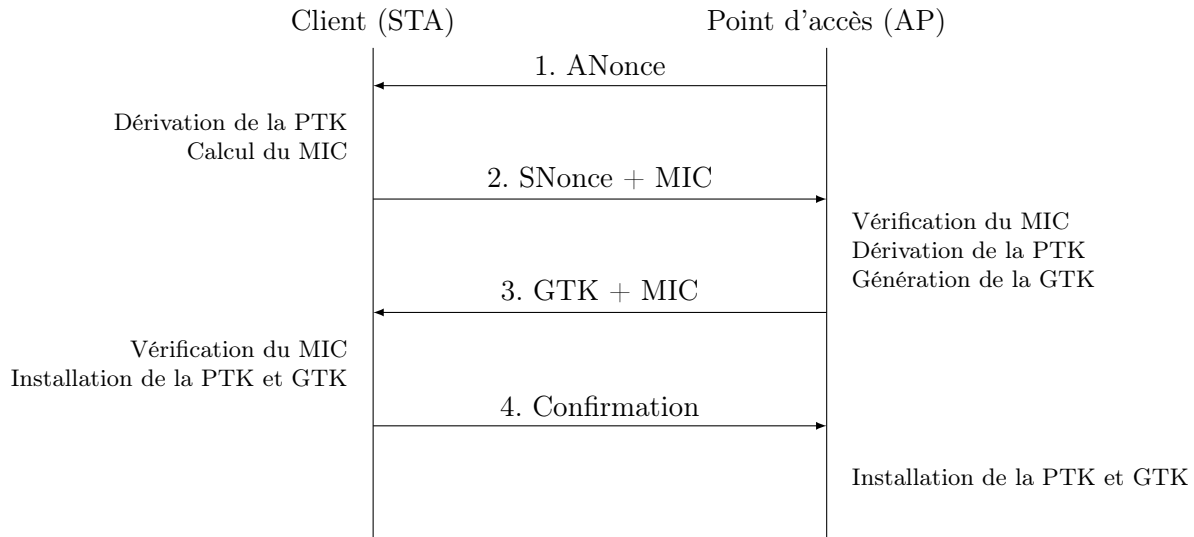 Client (STA)
Point d'accès (AP)
1. ANonce
Dérivation de la PTK
Calcul du MIC
2. SNonce + MIC
Vérification du MIC
Dérivation de la PTK
Génération de la GTK
3. GTK + MIC
Vérification du MIC
Installation de la PTK et GTK
4. Confirmation
Installation de la PTK et GTK